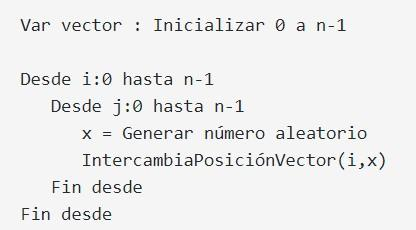 Var vector : Inicializar 0 a n-1
Desde i:0 hasta n-1
Desde j:0 hasta n-1
x = Generar número aleatorio
IntercambiaPosiciónVector(i,x)
Fin desde
Fin desde